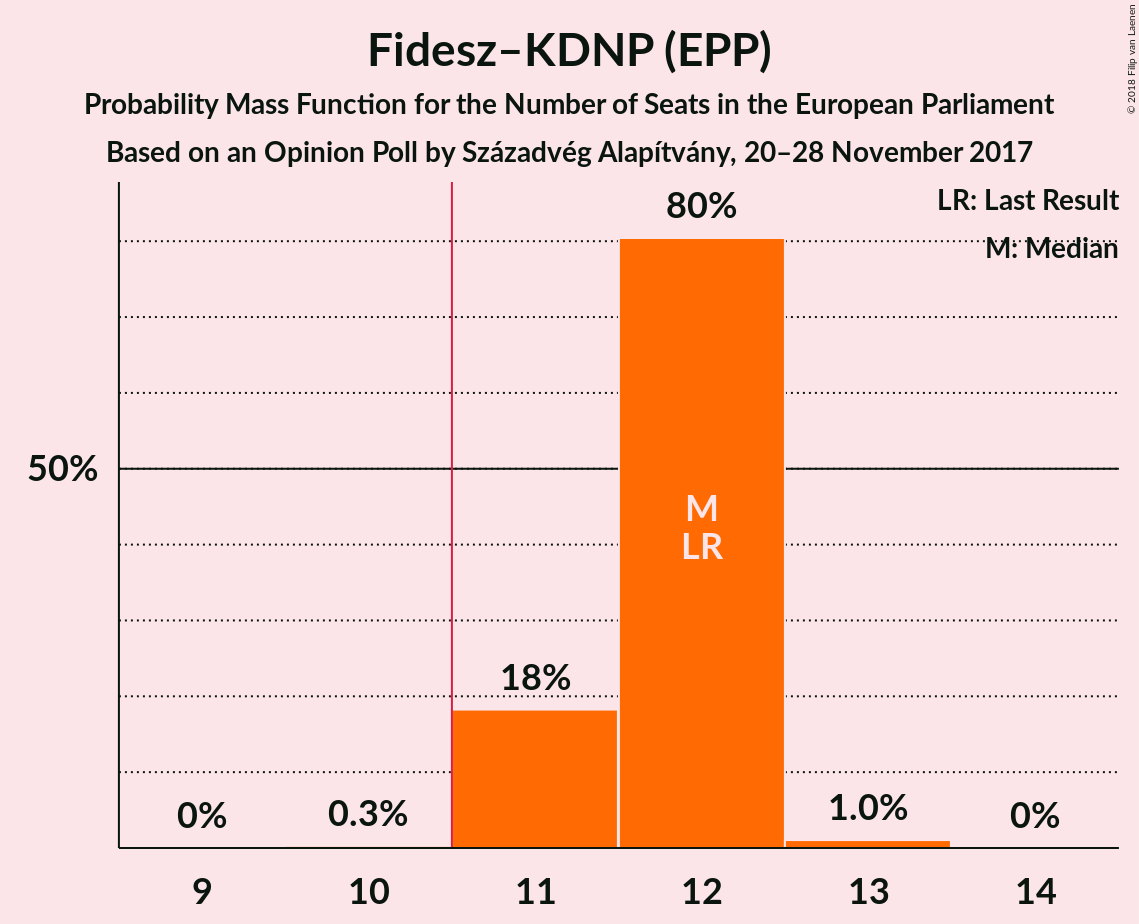 Fidesz–KDNP (EPP)
Probability Mass Function for the Number of Seats in the European Parliament
Based on an Opinion Poll by Századvég Alapítvány, 20–28 November 2017
© 2018 Filip van Laenen
LR: Last Result
M: Median
80%
50%
M
LR
18%
0%
0.3%
1.0%
0%
9
10
11
12
13
14